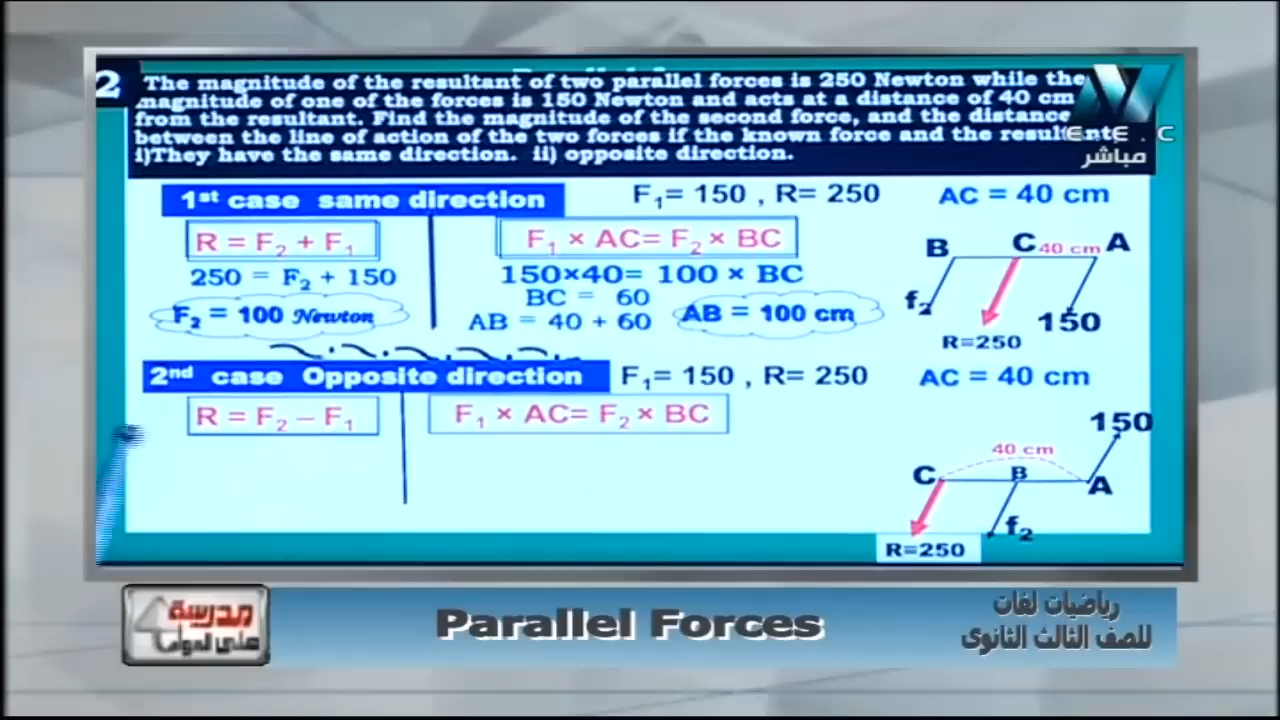 2 The magnitude of the resultant of two parallel forces is 250 Newton while the
magnitude of one of the forces is 150 Newton and acts at a distance of 40 cm
from the resultant. Find the magnitude of the second force, and the distance
between the line of action of the two forces if the known force and the resultant
i)They have the same direction. ii) opposite direction.
مباشر
1st case same direction
F₁= 150 , R= 250
AC = 40 cm
R = F₂ + F₁
F₁ × AC= F₂ × BC
250 = F₂ + 150
150×40= 100 × BC
BC = 60
F₂ = 100 Newton
AB = 40 + 60
AB = 100 cm
B C 40 cm A
f₂
150
R=250
2nd case Opposite direction
F₁= 150 , R= 250
AC = 40 cm
R = F₂ – F₁
F₁ × AC= F₂ × BC
150
40 cm
C B A
f₂
R=250
مدرسة
على الهواء
Parallel Forces
رياضيات لغات
للصف الثالث الثانوى